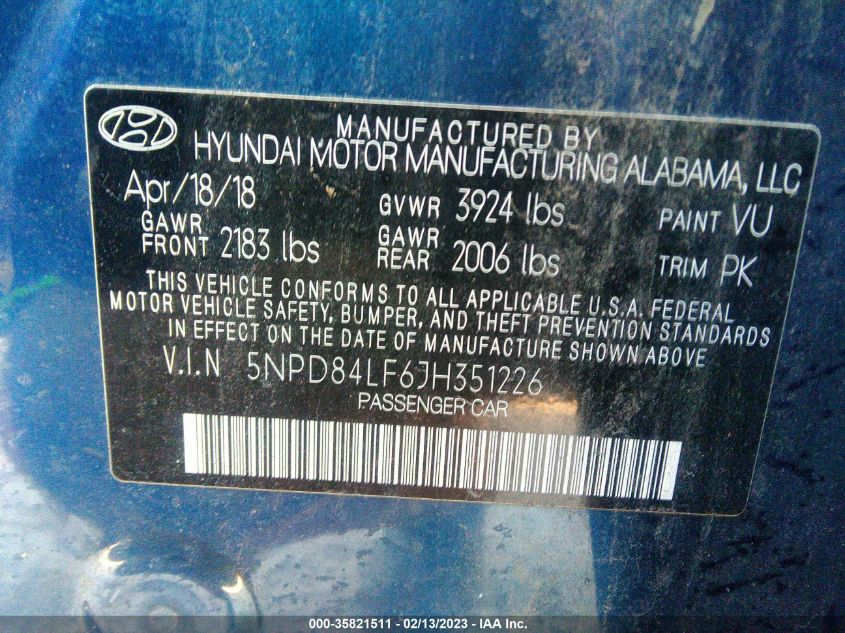 MANUFACTURED BY
HYUNDAI MOTOR MANUFACTURING ALABAMA, LLC
Apr/18/18 GVWR 3924 lbs PAINT VU
GAWR FRONT 2183 lbs GAWR REAR 2006 lbs TRIM PK
THIS VEHICLE CONFORMS TO ALL APPLICABLE U.S.A. FEDERAL
MOTOR VEHICLE SAFETY, BUMPER, AND THEFT PREVENTION STANDARDS
IN EFFECT ON THE DATE OF MANUFACTURE SHOWN ABOVE.
V.I.N 5NPD84LF6JH351226
PASSENGER CAR
000-35821511 - 02/13/2023 - IAA Inc.